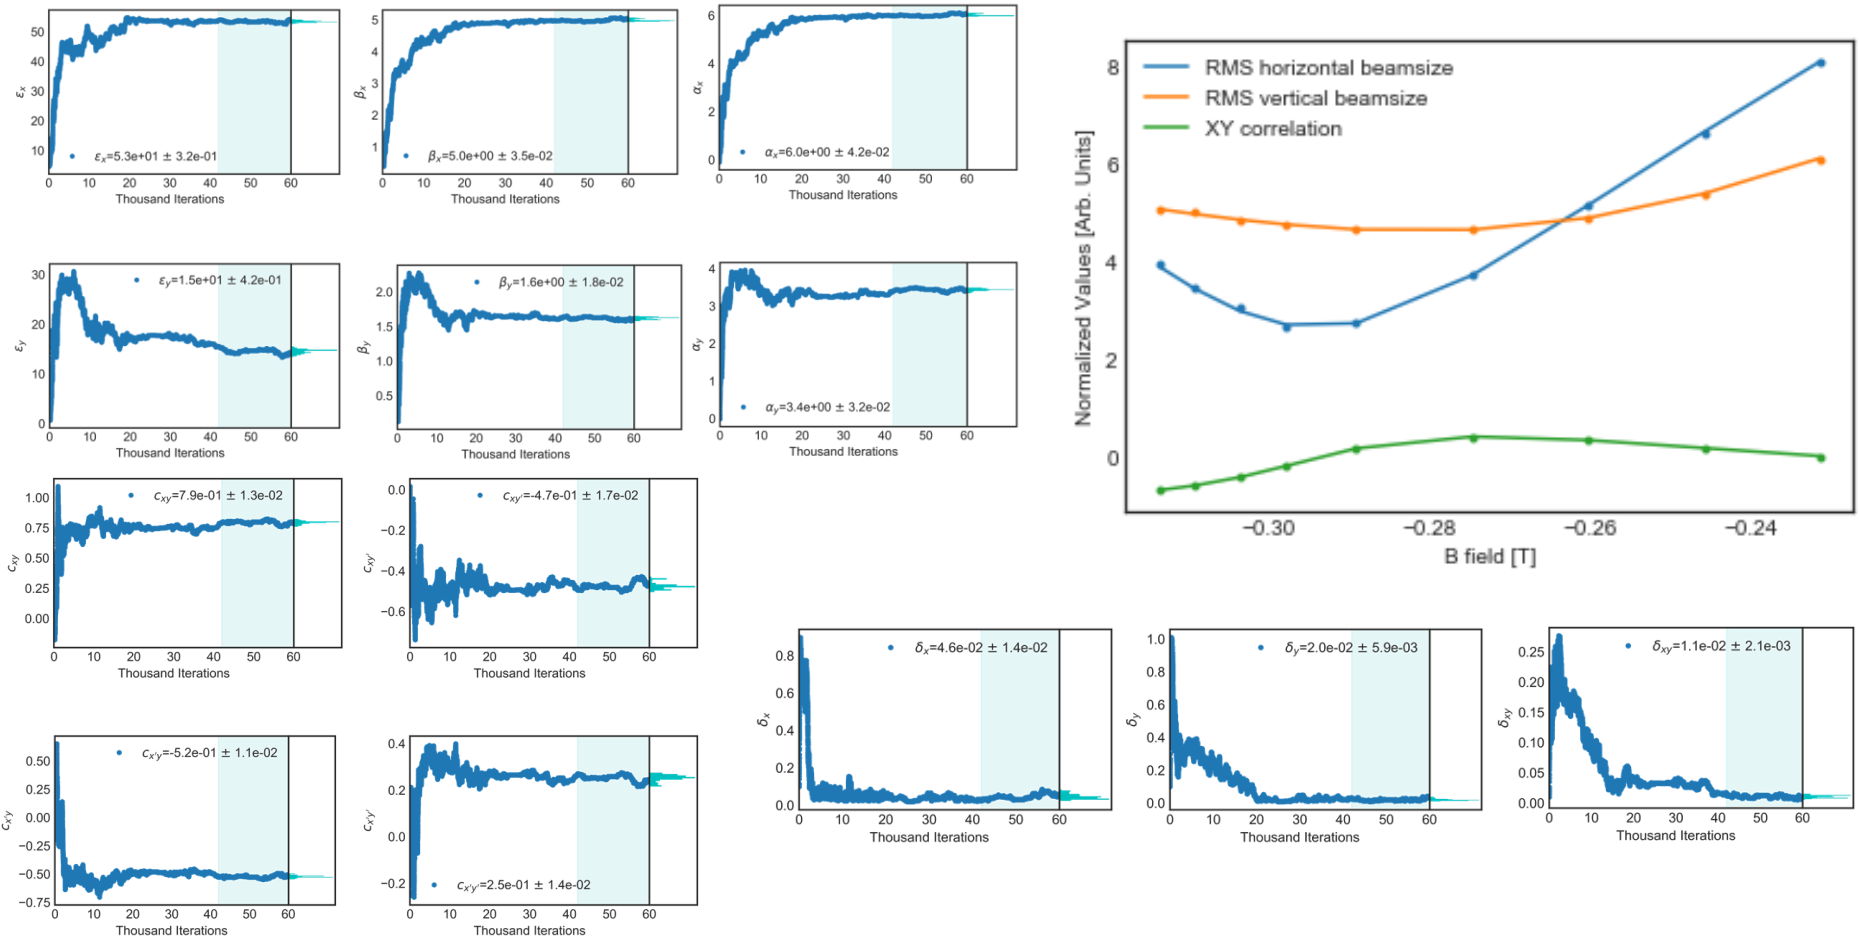 εx
50
40
30
20
10
εx=5.3e+01 ± 3.2e-01
0 10 20 30 40 50 60
Thousand Iterations
βx
5
4
3
2
1
βx=5.0e+00 ± 3.5e-02
0 10 20 30 40 50 60
Thousand Iterations
αx
6
4
2
0
αx=6.0e+00 ± 4.2e-02
0 10 20 30 40 50 60
Thousand Iterations
RMS horizontal beamsize
RMS vertical beamsize
XY correlation
Normalized Values [Arb. Units]
8
6
4
2
0
−0.30 −0.28 −0.26 −0.24
B field [T]
εy
30
20
10
0
εy=1.5e+01 ± 4.2e-01
0 10 20 30 40 50 60
Thousand Iterations
βy
2.0
1.5
1.0
0.5
βy=1.6e+00 ± 1.8e-02
0 10 20 30 40 50 60
Thousand Iterations
αy
4
3
2
1
0
αy=3.4e+00 ± 3.2e-02
0 10 20 30 40 50 60
Thousand Iterations
cxy
1.00
0.75
0.50
0.25
0.00
cxy=7.9e-01 ± 1.3e-02
0 10 20 30 40 50 60
Thousand Iterations
cxy'
0.0
−0.2
−0.4
−0.6
cxy'=-4.7e-01 ± 1.7e-02
0 10 20 30 40 50 60
Thousand Iterations
cx'y
0.50
0.25
0.00
−0.25
−0.50
−0.75
cx'y=-5.2e-01 ± 1.1e-02
0 10 20 30 40 50 60
Thousand Iterations
cx'y'
0.4
0.2
0.0
−0.2
cx'y'=2.5e-01 ± 1.4e-02
0 10 20 30 40 50 60
Thousand Iterations
δx
0.8
0.6
0.4
0.2
0.0
δx=4.6e-02 ± 1.4e-02
0 10 20 30 40 50 60
Thousand Iterations
δy
1.0
0.8
0.6
0.4
0.2
0.0
δy=2.0e-02 ± 5.9e-03
0 10 20 30 40 50 60
Thousand Iterations
δxy
0.25
0.20
0.15
0.10
0.05
0.00
δxy=1.1e-02 ± 2.1e-03
0 10 20 30 40 50 60
Thousand Iterations